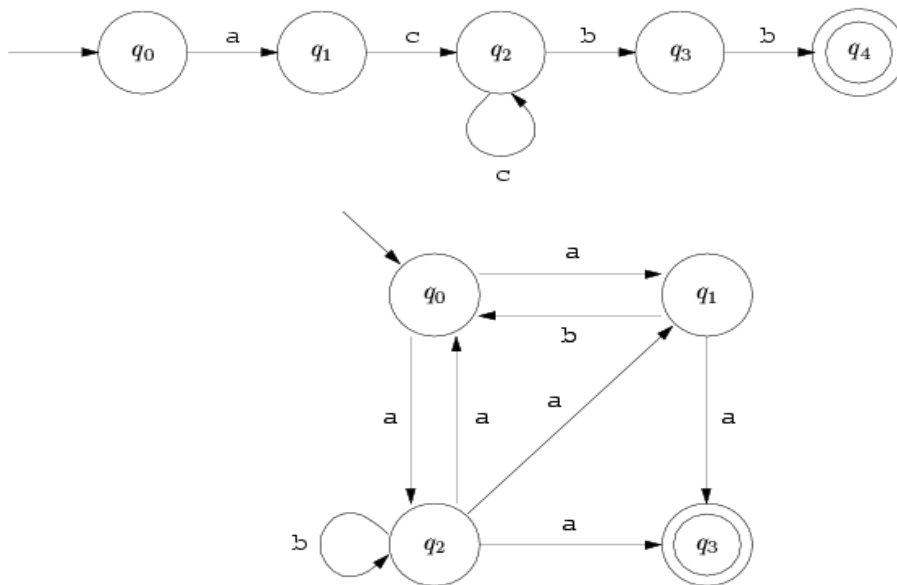 q0 a q1 c q2 b q3 b q4
c
a
q0 q1
b
a a a a
b q2 a q3